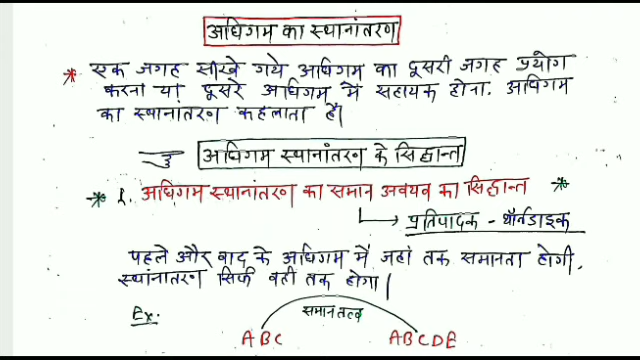 अधिगम का स्थानांतरण
एक जगह सीखे गये अधिगम का दूसरी जगह प्रयोग
करना या दूसरे अधिगम में सहायक होना. अधिगम
का स्थानांतरण कहलाता है।
अधिगम स्थानांतरण के सिद्धान्त
1. अधिगम स्थानांतरण का समान अवयव का सिद्धान्त
प्रतिपादक - थॉर्नडाइक
पहले और बाद के अधिगम में जहां तक समानता होगी,
स्थांनातरण सिर्फ वही तक होगा।
Ex.
समान तत्व
ABC ABCDE